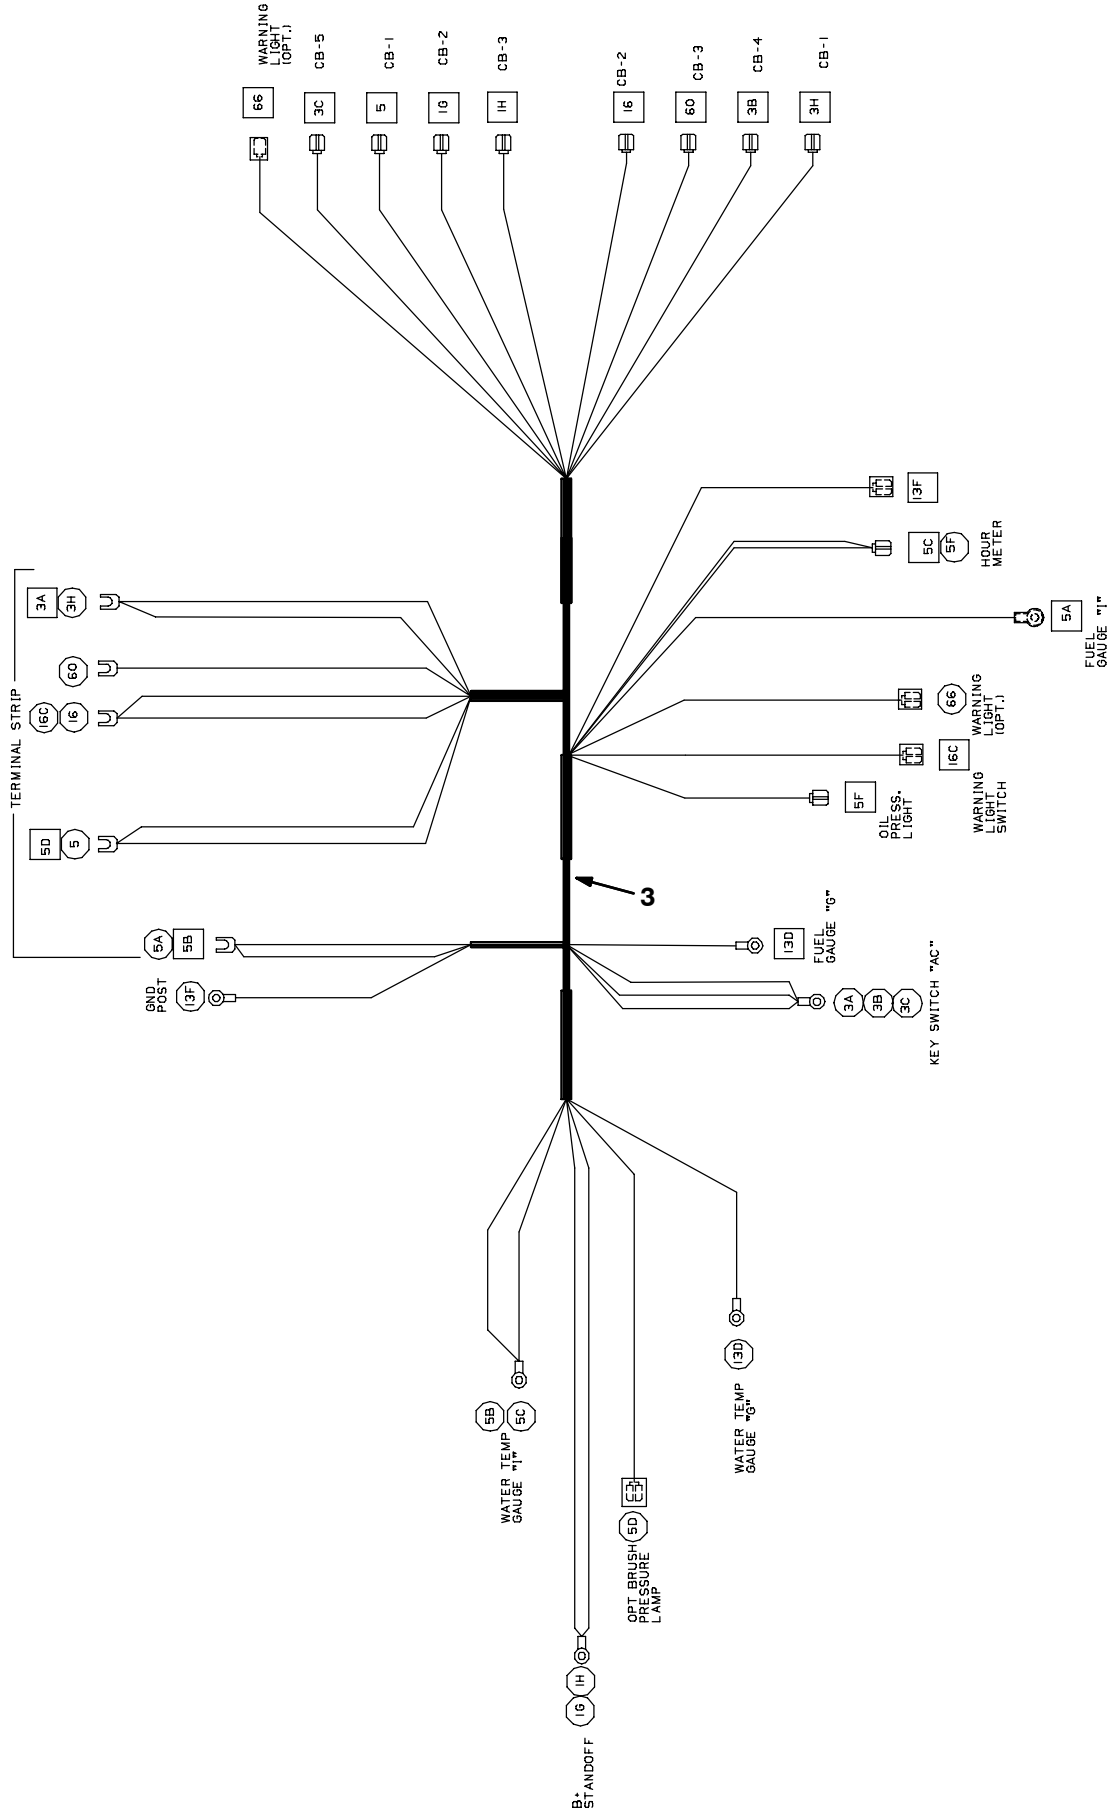 WARNING
LIGHT
(OPT.)
66
CB-5
3C
CB-1
5
CB-2
1G
CB-3
1H
CB-2
16
CB-3
60
CB-4
3B
CB-1
3H
TERMINAL STRIP
3A
3H
60
16C
16
5D
5
5A
5B
GND
POST
13F
13F
5C
5F
HOUR
METER
5A
FUEL
GAUGE "I"
66
WARNING
LIGHT
(OPT.)
16C
WARNING
LIGHT
SWITCH
5F
OIL
PRESS.
LIGHT
3
13D
FUEL
GAUGE "G"
3A
3B
3C
KEY SWITCH "AC"
5B
5C
WATER TEMP
GAUGE "I"
13D
WATER TEMP
GAUGE "G"
5D
OPT BRUSH
PRESSURE
LAMP
1G
1H
B+
STANDOFF